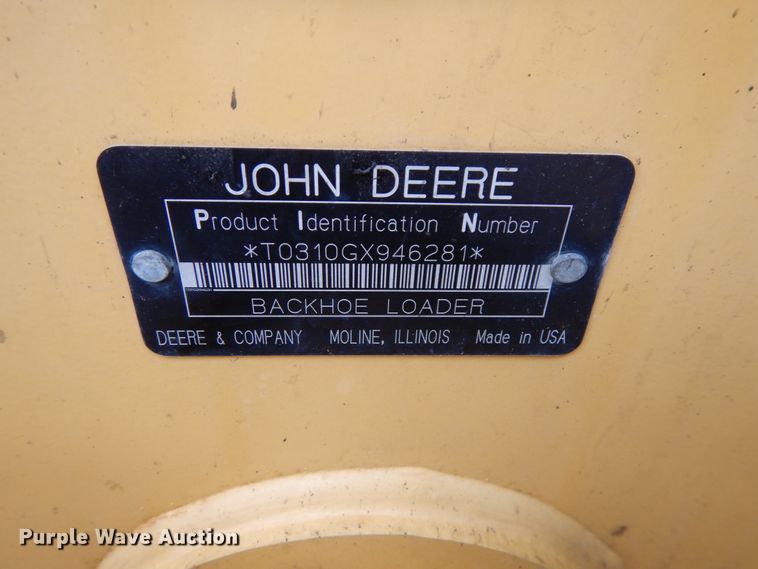 JOHN DEERE
Product Identification Number
*T0310GX946281*
BACKHOE LOADER
DEERE & COMPANY MOLINE, ILLINOIS Made in USA
Purple Wave Auction